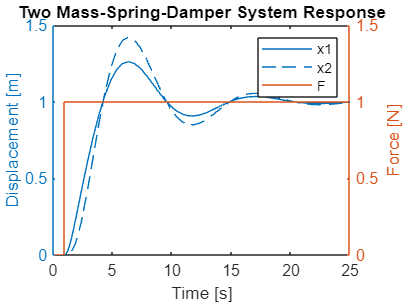 Two Mass-Spring-Damper System Response
1.5
1
0.5
0
Displacement [m]
x1
x2
F
1.5
1
0.5
0
Force [N]
0 5 10 15 20 25
Time [s]